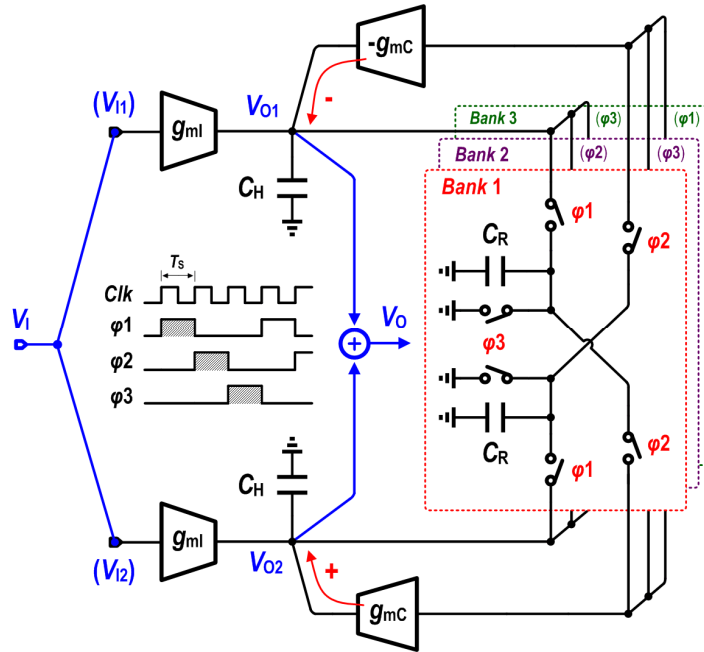 -gmC
(VI1)
gmI
VO1
-
Bank 3
(φ3)
(φ1)
Bank 2
(φ2)
(φ3)
Bank 1
CH
φ1
φ2
CR
TS
Clk
φ1
φ2
φ3
VI
+
VO
φ3
CR
φ2
φ1
CH
(VI2)
gmI
VO2
+
gmC